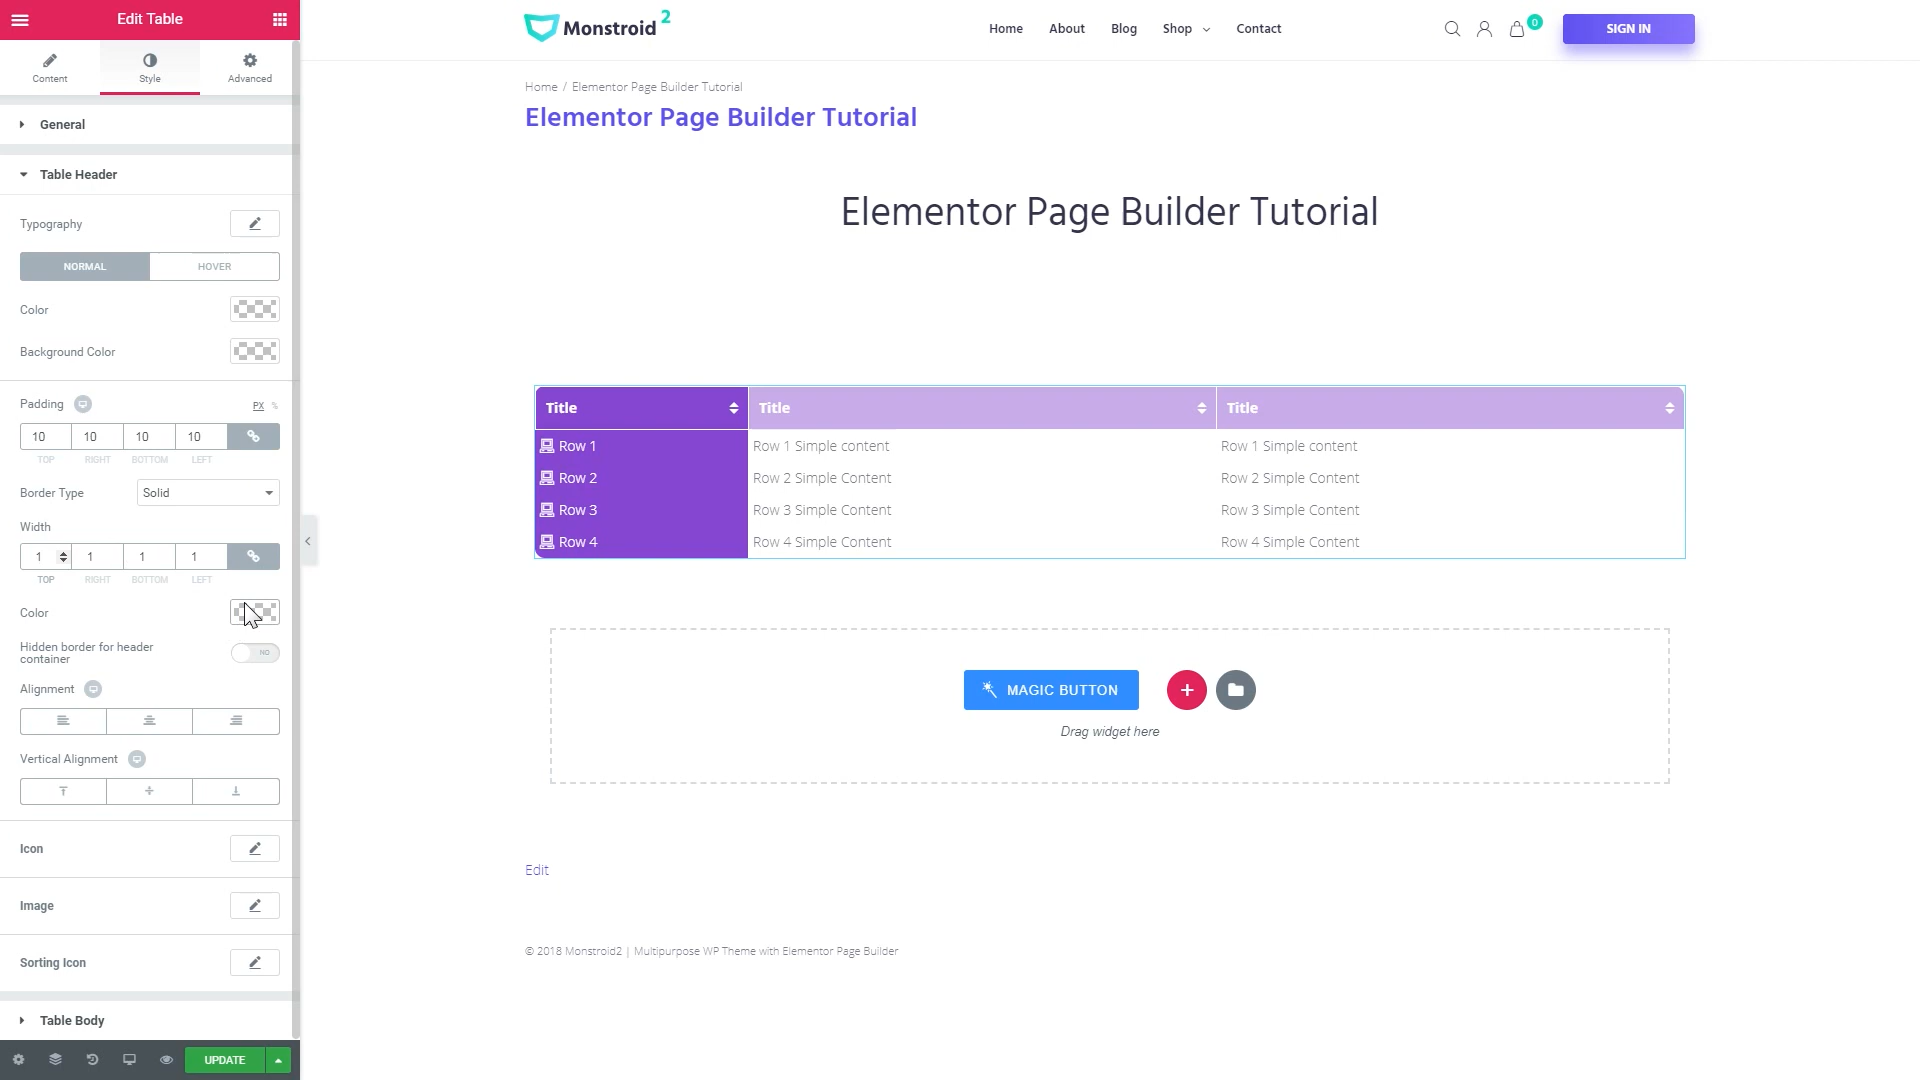 Edit Table
Content
Style
Advanced
General
Table Header
Typography
NORMAL
HOVER
Color
Background Color
Padding
PX %
10 10 10 10
TOP RIGHT BOTTOM LEFT
Border Type
Solid
Width
1 1 1 1
TOP RIGHT BOTTOM LEFT
Color
Hidden border for header
container
NO
Alignment
Vertical Alignment
Icon
Image
Sorting Icon
Table Body
UPDATE
Monstroid 2
Home About Blog Shop Contact
0
SIGN IN
Home / Elementor Page Builder Tutorial
Elementor Page Builder Tutorial
Elementor Page Builder Tutorial
Title Title Title
Row 1 Row 1 Simple content Row 1 Simple content
Row 2 Row 2 Simple Content Row 2 Simple Content
Row 3 Row 3 Simple Content Row 3 Simple Content
Row 4 Row 4 Simple Content Row 4 Simple Content
MAGIC BUTTON
Drag widget here
Edit
© 2018 Monstroid2 | Multipurpose WP Theme with Elementor Page Builder